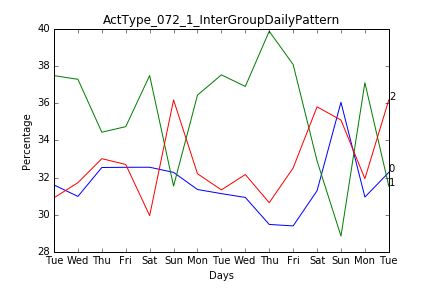 ActType_072_1_InterGroupDailyPattern
40
38
36
34
32
30
28
Percentage
2
0
1
Tue Wed Thu Fri Sat Sun Mon Tue Wed Thu Fri Sat Sun Mon Tue
Days